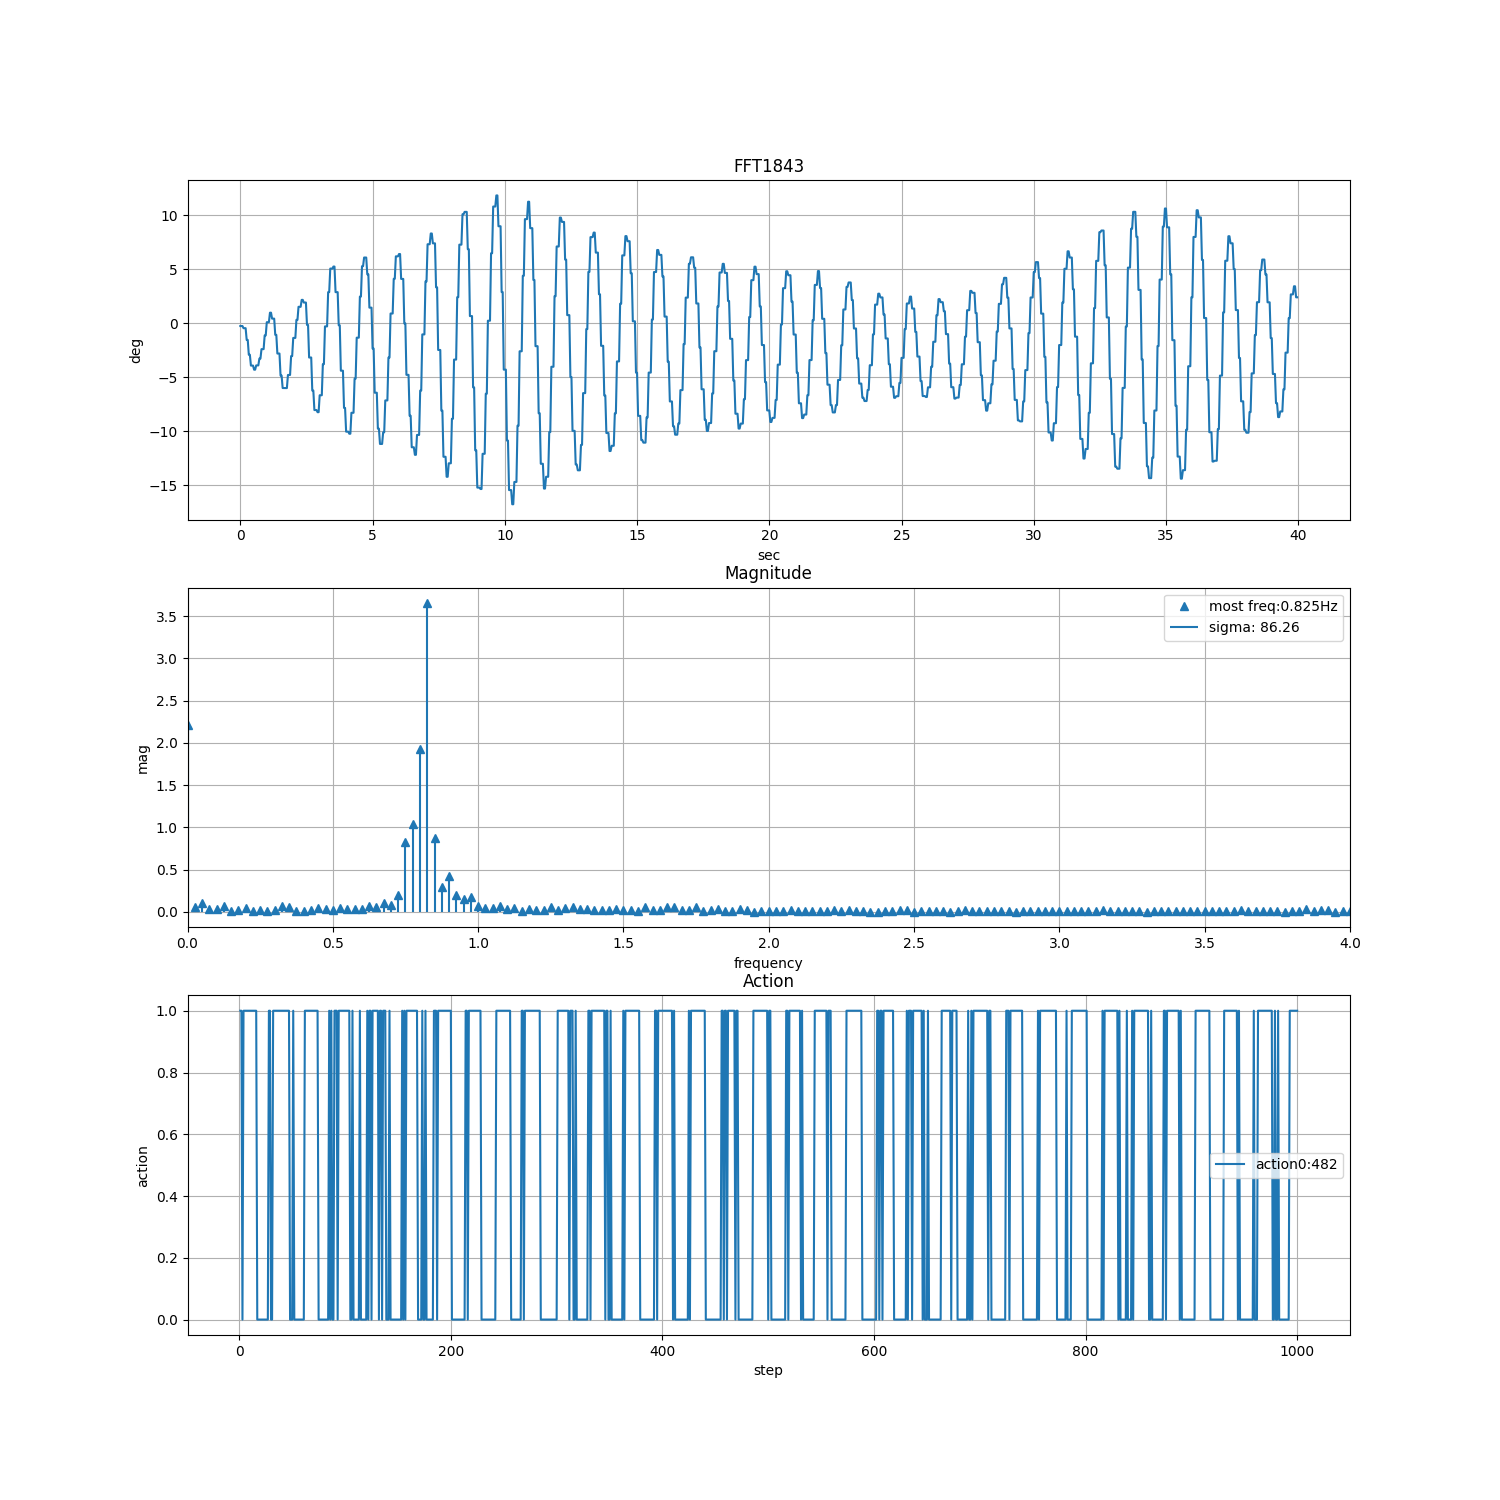 FFT1843
10
5
0
−5
−10
−15
deg
0 5 10 15 20 25 30 35 40
sec
Magnitude
3.5
3.0
2.5
2.0
1.5
1.0
0.5
0.0
mag
most freq:0.825Hz
sigma: 86.26
0.0 0.5 1.0 1.5 2.0 2.5 3.0 3.5 4.0
frequency
Action
1.0
0.8
0.6
0.4
0.2
0.0
action
action0:482
0 200 400 600 800 1000
step